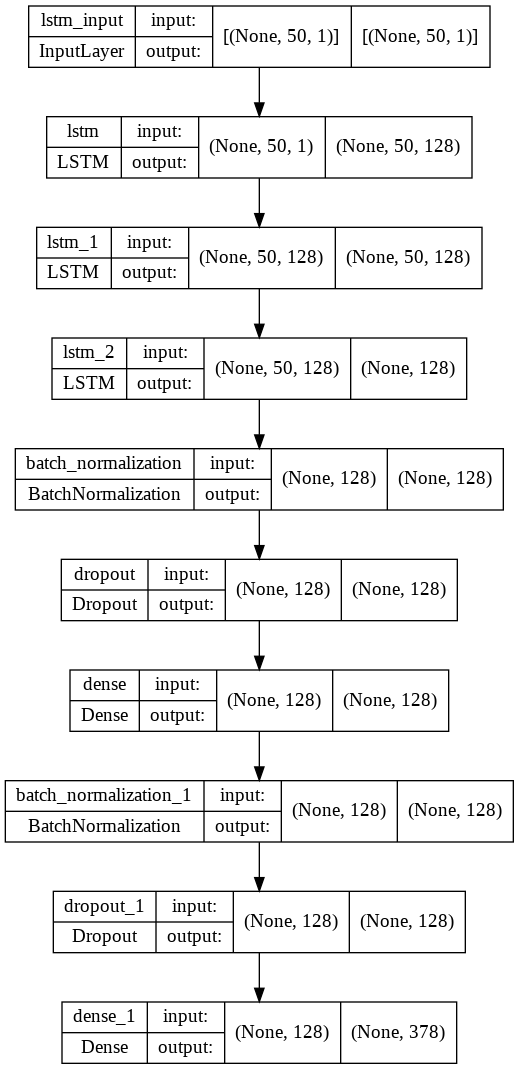 lstm_input input: [(None, 50, 1)] [(None, 50, 1)]
InputLayer output:
lstm input: (None, 50, 1) (None, 50, 128)
LSTM output:
lstm_1 input: (None, 50, 128) (None, 50, 128)
LSTM output:
lstm_2 input: (None, 50, 128) (None, 128)
LSTM output:
batch_normalization input: (None, 128) (None, 128)
BatchNormalization output:
dropout input: (None, 128) (None, 128)
Dropout output:
dense input: (None, 128) (None, 128)
Dense output:
batch_normalization_1 input: (None, 128) (None, 128)
BatchNormalization output:
dropout_1 input: (None, 128) (None, 128)
Dropout output:
dense_1 input: (None, 128) (None, 378)
Dense output: